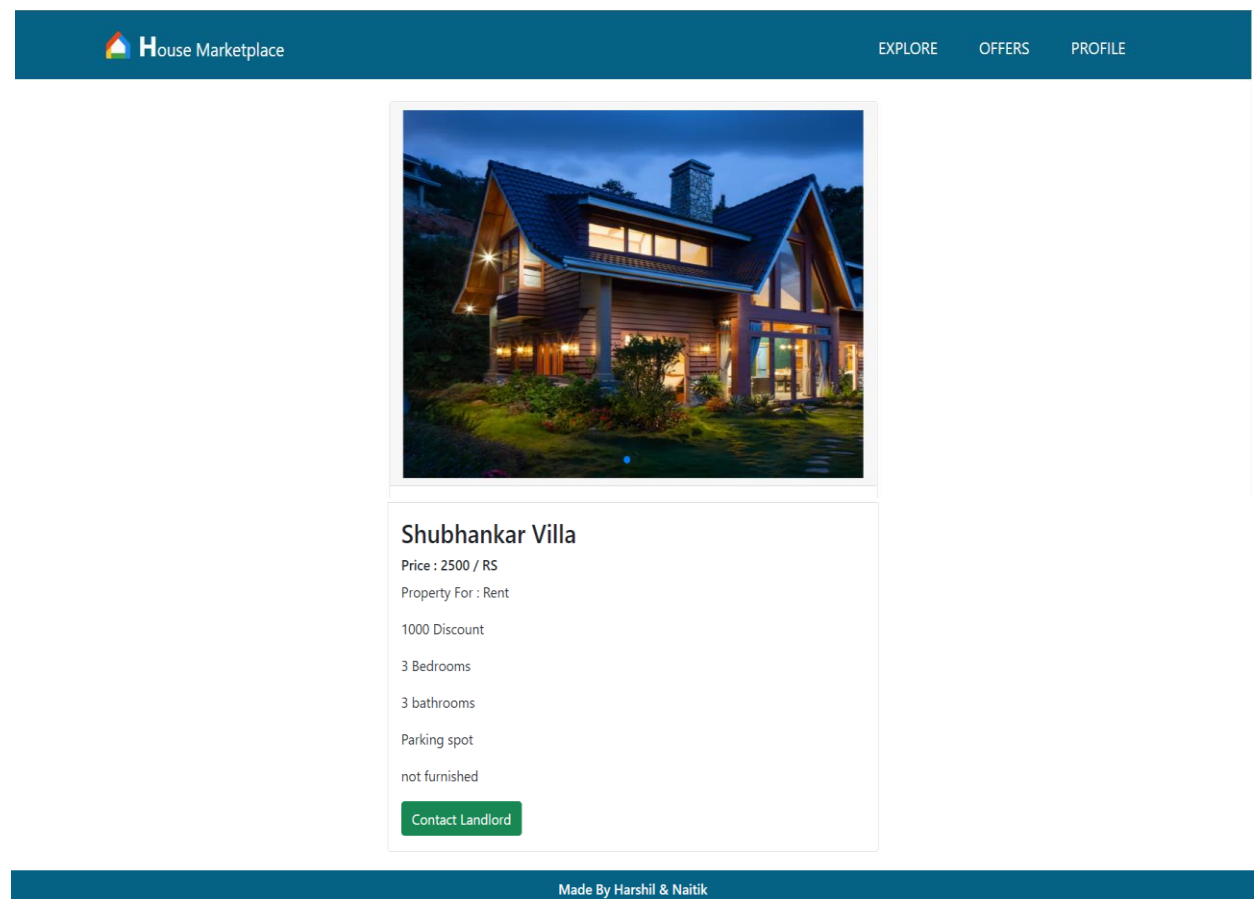 House Marketplace
EXPLORE
OFFERS
PROFILE
Shubhankar Villa
Price : 2500 / RS
Property For : Rent
1000 Discount
3 Bedrooms
3 bathrooms
Parking spot
not furnished
Contact Landlord
Made By Harshil & Naitik